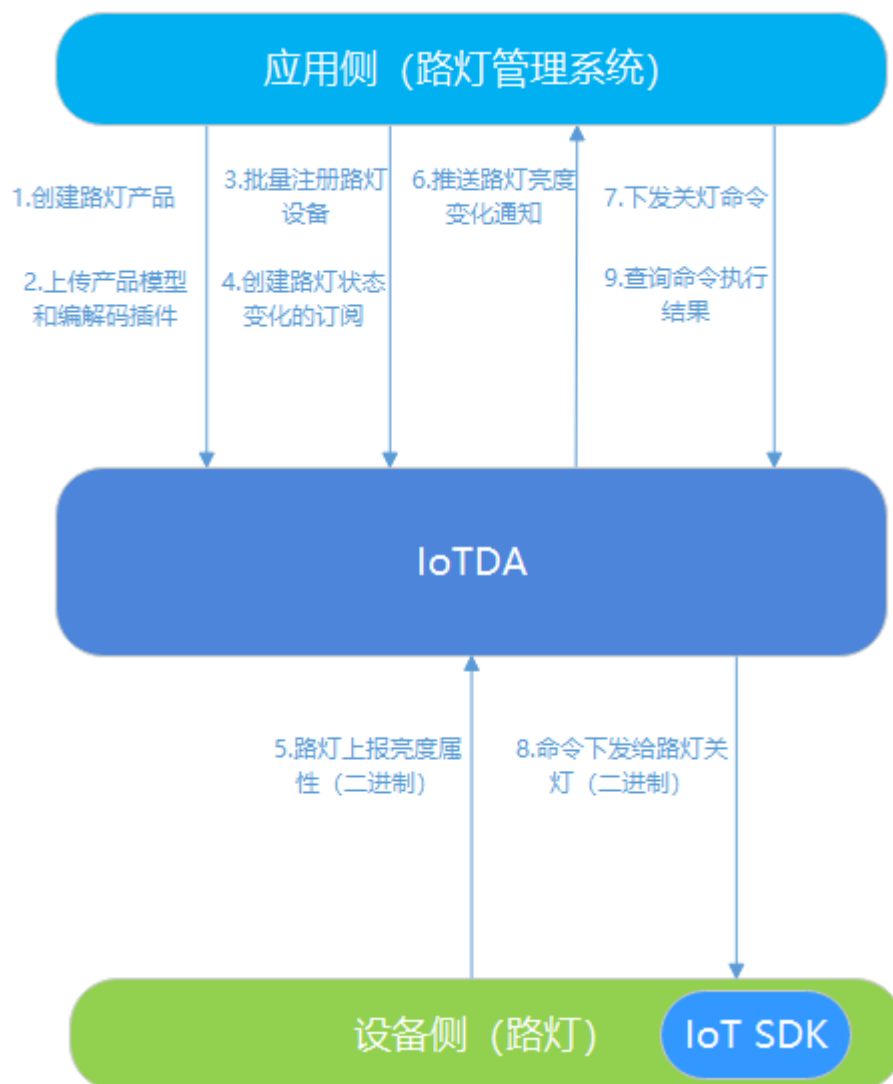 应用侧（路灯管理系统）
1.创建路灯产品
2.上传产品模型
和编解码插件
3.批量注册路灯
设备
4.创建路灯状态
变化的订阅
6.推送路灯亮度
变化通知
7.下发关灯命令
9.查询命令执行
结果
IoTDA
5.路灯上报亮度属
性（二进制）
8.命令下发给路灯关
灯（二进制）
设备侧（路灯）
IoT SDK